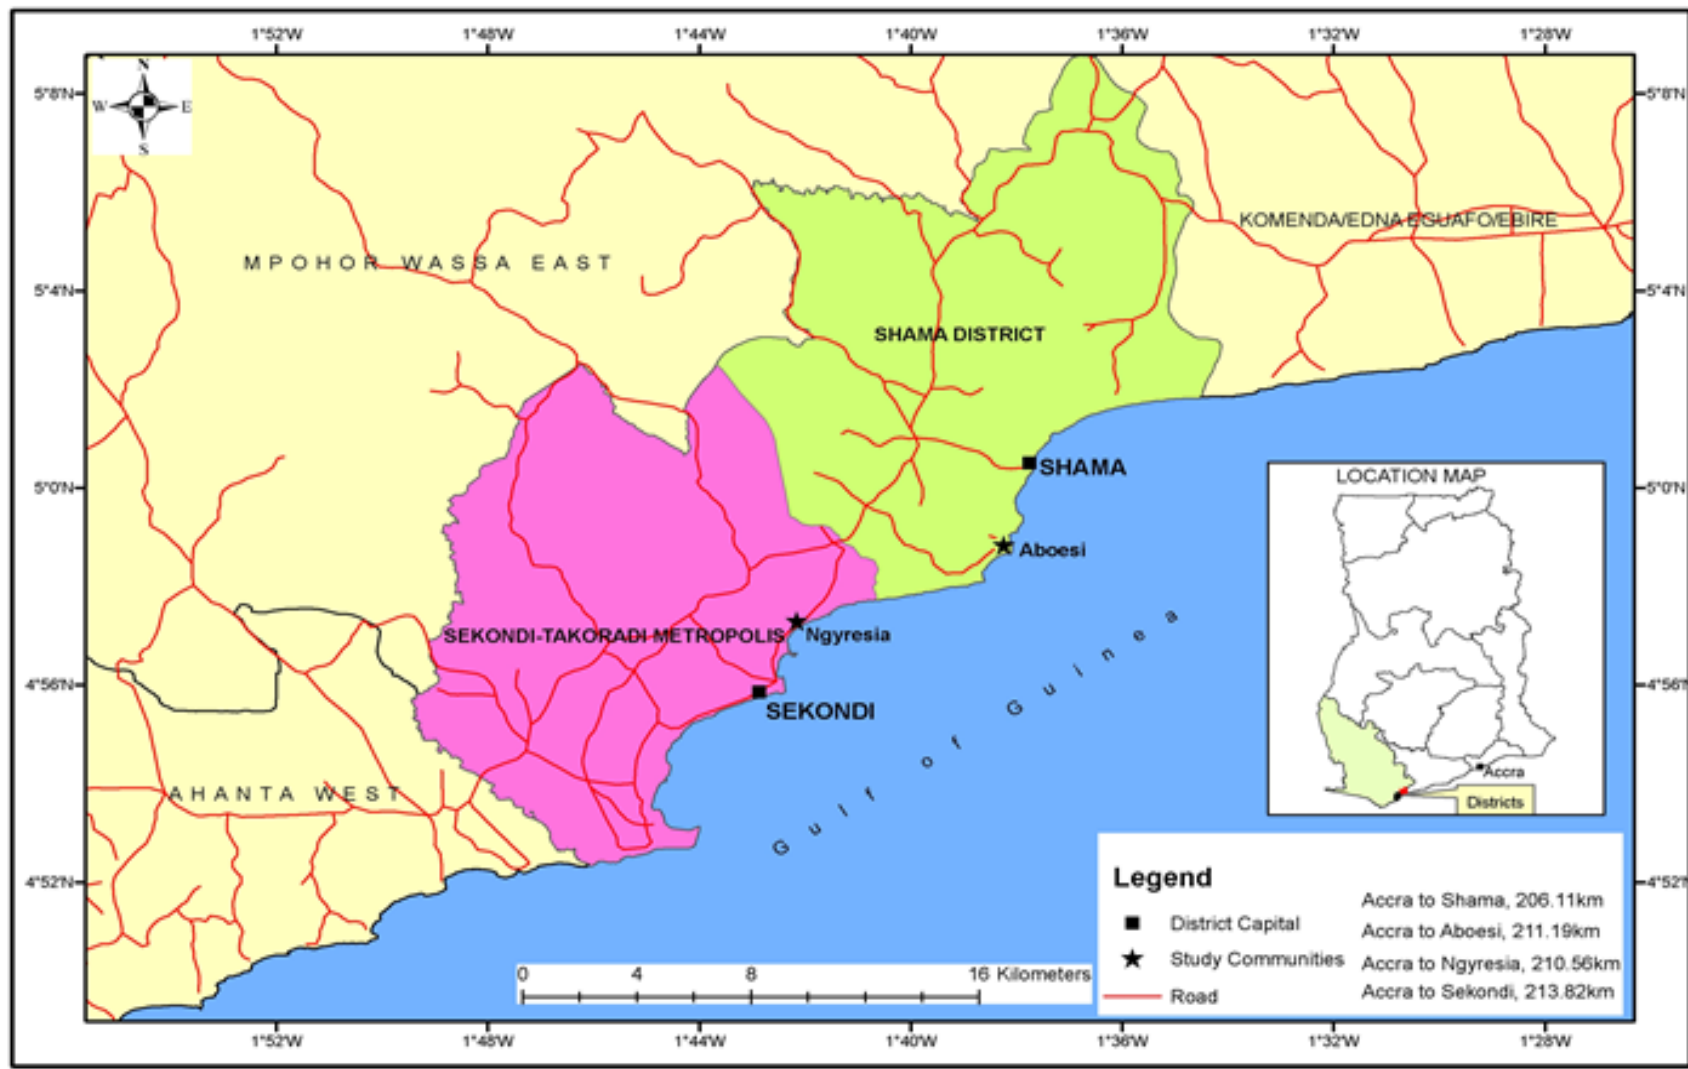 1°52'W 1°48'W 1°44'W 1°40'W 1°36'W 1°32'W 1°28'W
N
W E
S
5°8'N 5°8'N
KOMENDA/EDNA EGUAFO/EBIRE
MPOHOR WASSA EAST
5°4'N 5°4'N
SHAMA DISTRICT
SHAMA
LOCATION MAP
5°0'N 5°0'N
Aboesi
SEKONDI-TAKORADI METROPOLIS
Ngyresia
4°56'N 4°56'N
SEKONDI
Gulf of Guinea
Accra
Districts
AHANTA WEST
4°52'N 4°52'N
Legend
District Capital
Study Communities
Road
Accra to Shama, 206.11km
Accra to Aboesi, 211.19km
Accra to Ngyresia, 210.56km
Accra to Sekondi, 213.82km
0 4 8 16 Kilometers
1°52'W 1°48'W 1°44'W 1°40'W 1°36'W 1°32'W 1°28'W